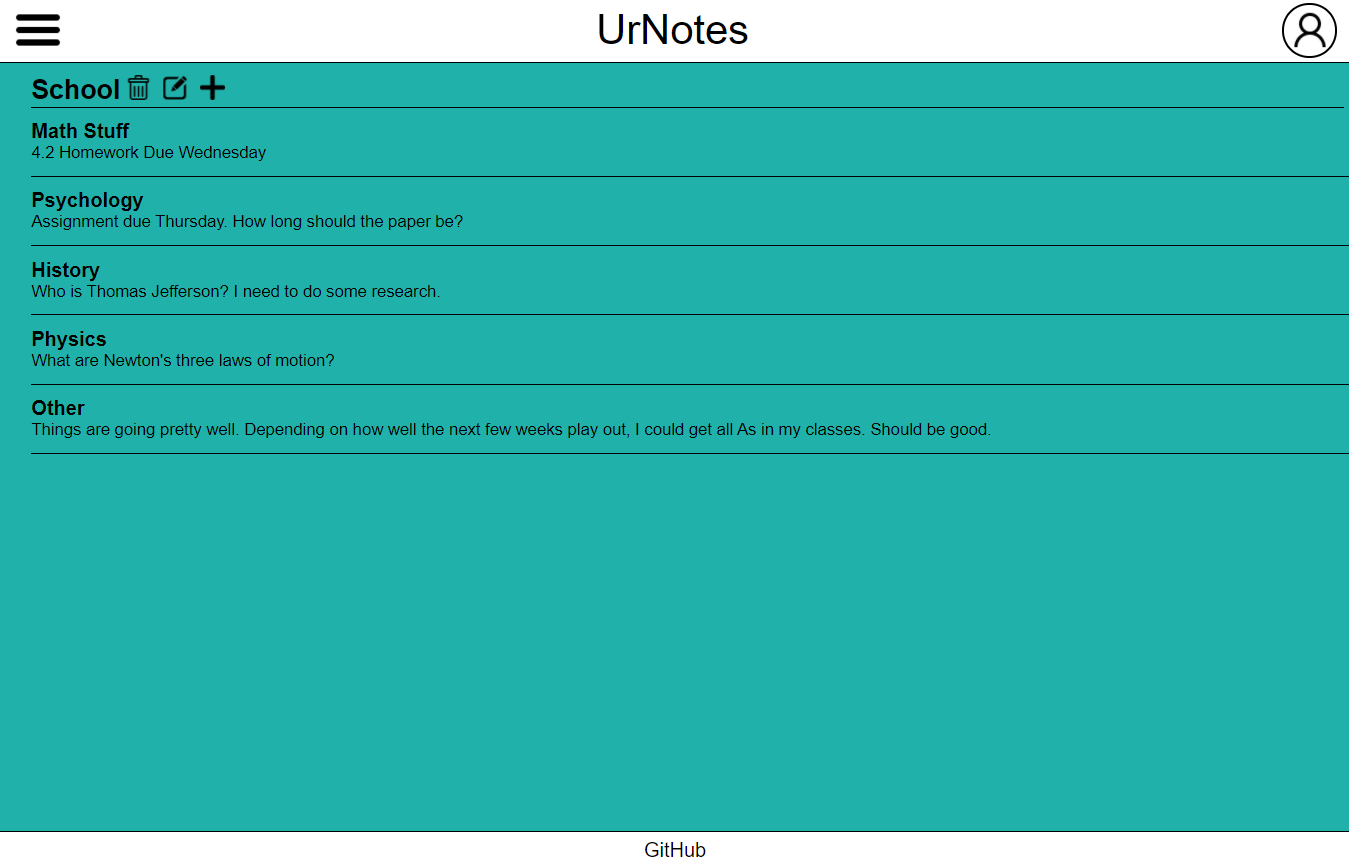 UrNotes
School
Math Stuff
4.2 Homework Due Wednesday
Psychology
Assignment due Thursday. How long should the paper be?
History
Who is Thomas Jefferson? I need to do some research.
Physics
What are Newton's three laws of motion?
Other
Things are going pretty well. Depending on how well the next few weeks play out, I could get all As in my classes. Should be good.
GitHub